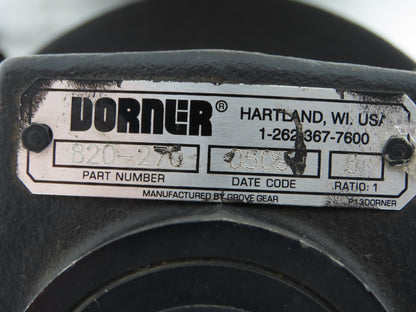 DORNER®
HARTLAND, WI. USA
1-262-367-7600
820-270
PART NUMBER
DATE CODE
RATIO: 1
MANUFACTURED BY GROVE GEAR
P13DORNER